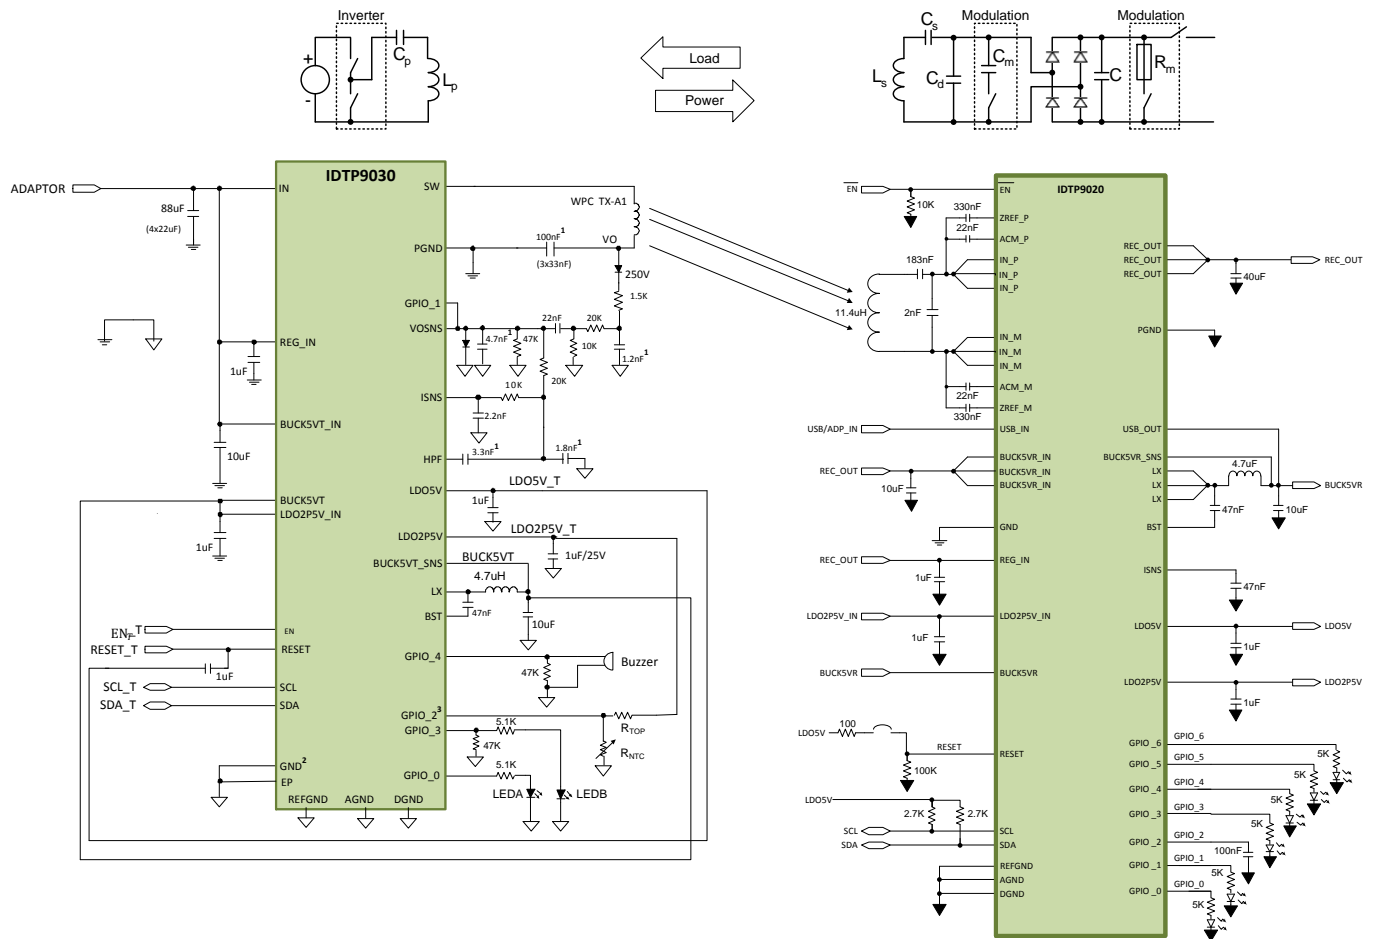 Inverter
+
-
Cp
Lp
Load
Power
Cs
Modulation
Modulation
Ls
Cd
Cm
C
Rm
IDTP9030
ADAPTOR
IN
88uF
(4x22uF)
REG_IN
1uF
BUCK5VT_IN
10uF
BUCK5VT
LDO2P5V_IN
1uF
EN_T
EN
RESET_T
RESET
1uF
SCL_T
SCL
SDA_T
SDA
GND2
EP
REFGND
AGND
DGND
SW
WPC TX-A1
PGND
100nF1
(3x33nF)
VO
250V
1.5K
GPIO_1
VOSNS
4.7nF1
47K
22nF
20K
10K
1.2nF1
20K
ISNS
10K
2.2nF
HPF
3.3nF1
1.8nF1
LDO5V
LDO5V_T
1uF
LDO2P5V
LDO2P5V_T
1uF/25V
BUCK5VT_SNS
BUCK5VT
LX
4.7uH
BST
47nF
10uF
GPIO_4
47K
Buzzer
GPIO_23
RTOP
RNTC
GPIO_3
5.1K
47K
GPIO_0
5.1K
LEDA
LEDB
IDTP9020
EN
EN
10K
330nF
ZREF_P
22nF
ACM_P
183nF
IN_P
IN_P
IN_P
11.4uH
2nF
IN_M
IN_M
IN_M
ACM_M
22nF
ZREF_M
330nF
USB/ADP_IN
USB_IN
REC_OUT
10uF
BUCK5VR_IN
BUCK5VR_IN
BUCK5VR_IN
GND
REC_OUT
REG_IN
1uF
LDO2P5V_IN
LDO2P5V_IN
1uF
BUCK5VR
BUCK5VR
LDO5V
100
RESET
RESET
100K
LDO5V
2.7K
2.7K
SCL
SCL
SDA
SDA
REFGND
AGND
DGND
REC_OUT
REC_OUT
REC_OUT
REC_OUT
40uF
PGND
USB_OUT
BUCK5VR_SNS
LX
LX
LX
4.7uF
BUCK5VR
47nF
10uF
BST
ISNS
47nF
LDO5V
LDO5V
1uF
LDO2P5V
LDO2P5V
1uF
GPIO_6
GPIO_6
5K
GPIO_5
GPIO_5
5K
GPIO_4
GPIO_4
5K
GPIO_3
GPIO_3
5K
GPIO_2
GPIO_2
100nF
GPIO_1
GPIO_1
5K
GPIO_0
GPIO_0
5K